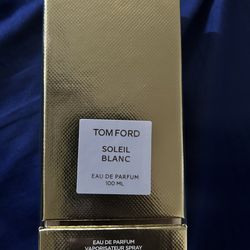 TOM FORD
SOLEIL
BLANC
EAU DE PARFUM
100 ML
EAU DE PARFUM
VAPORISATEUR SPRAY